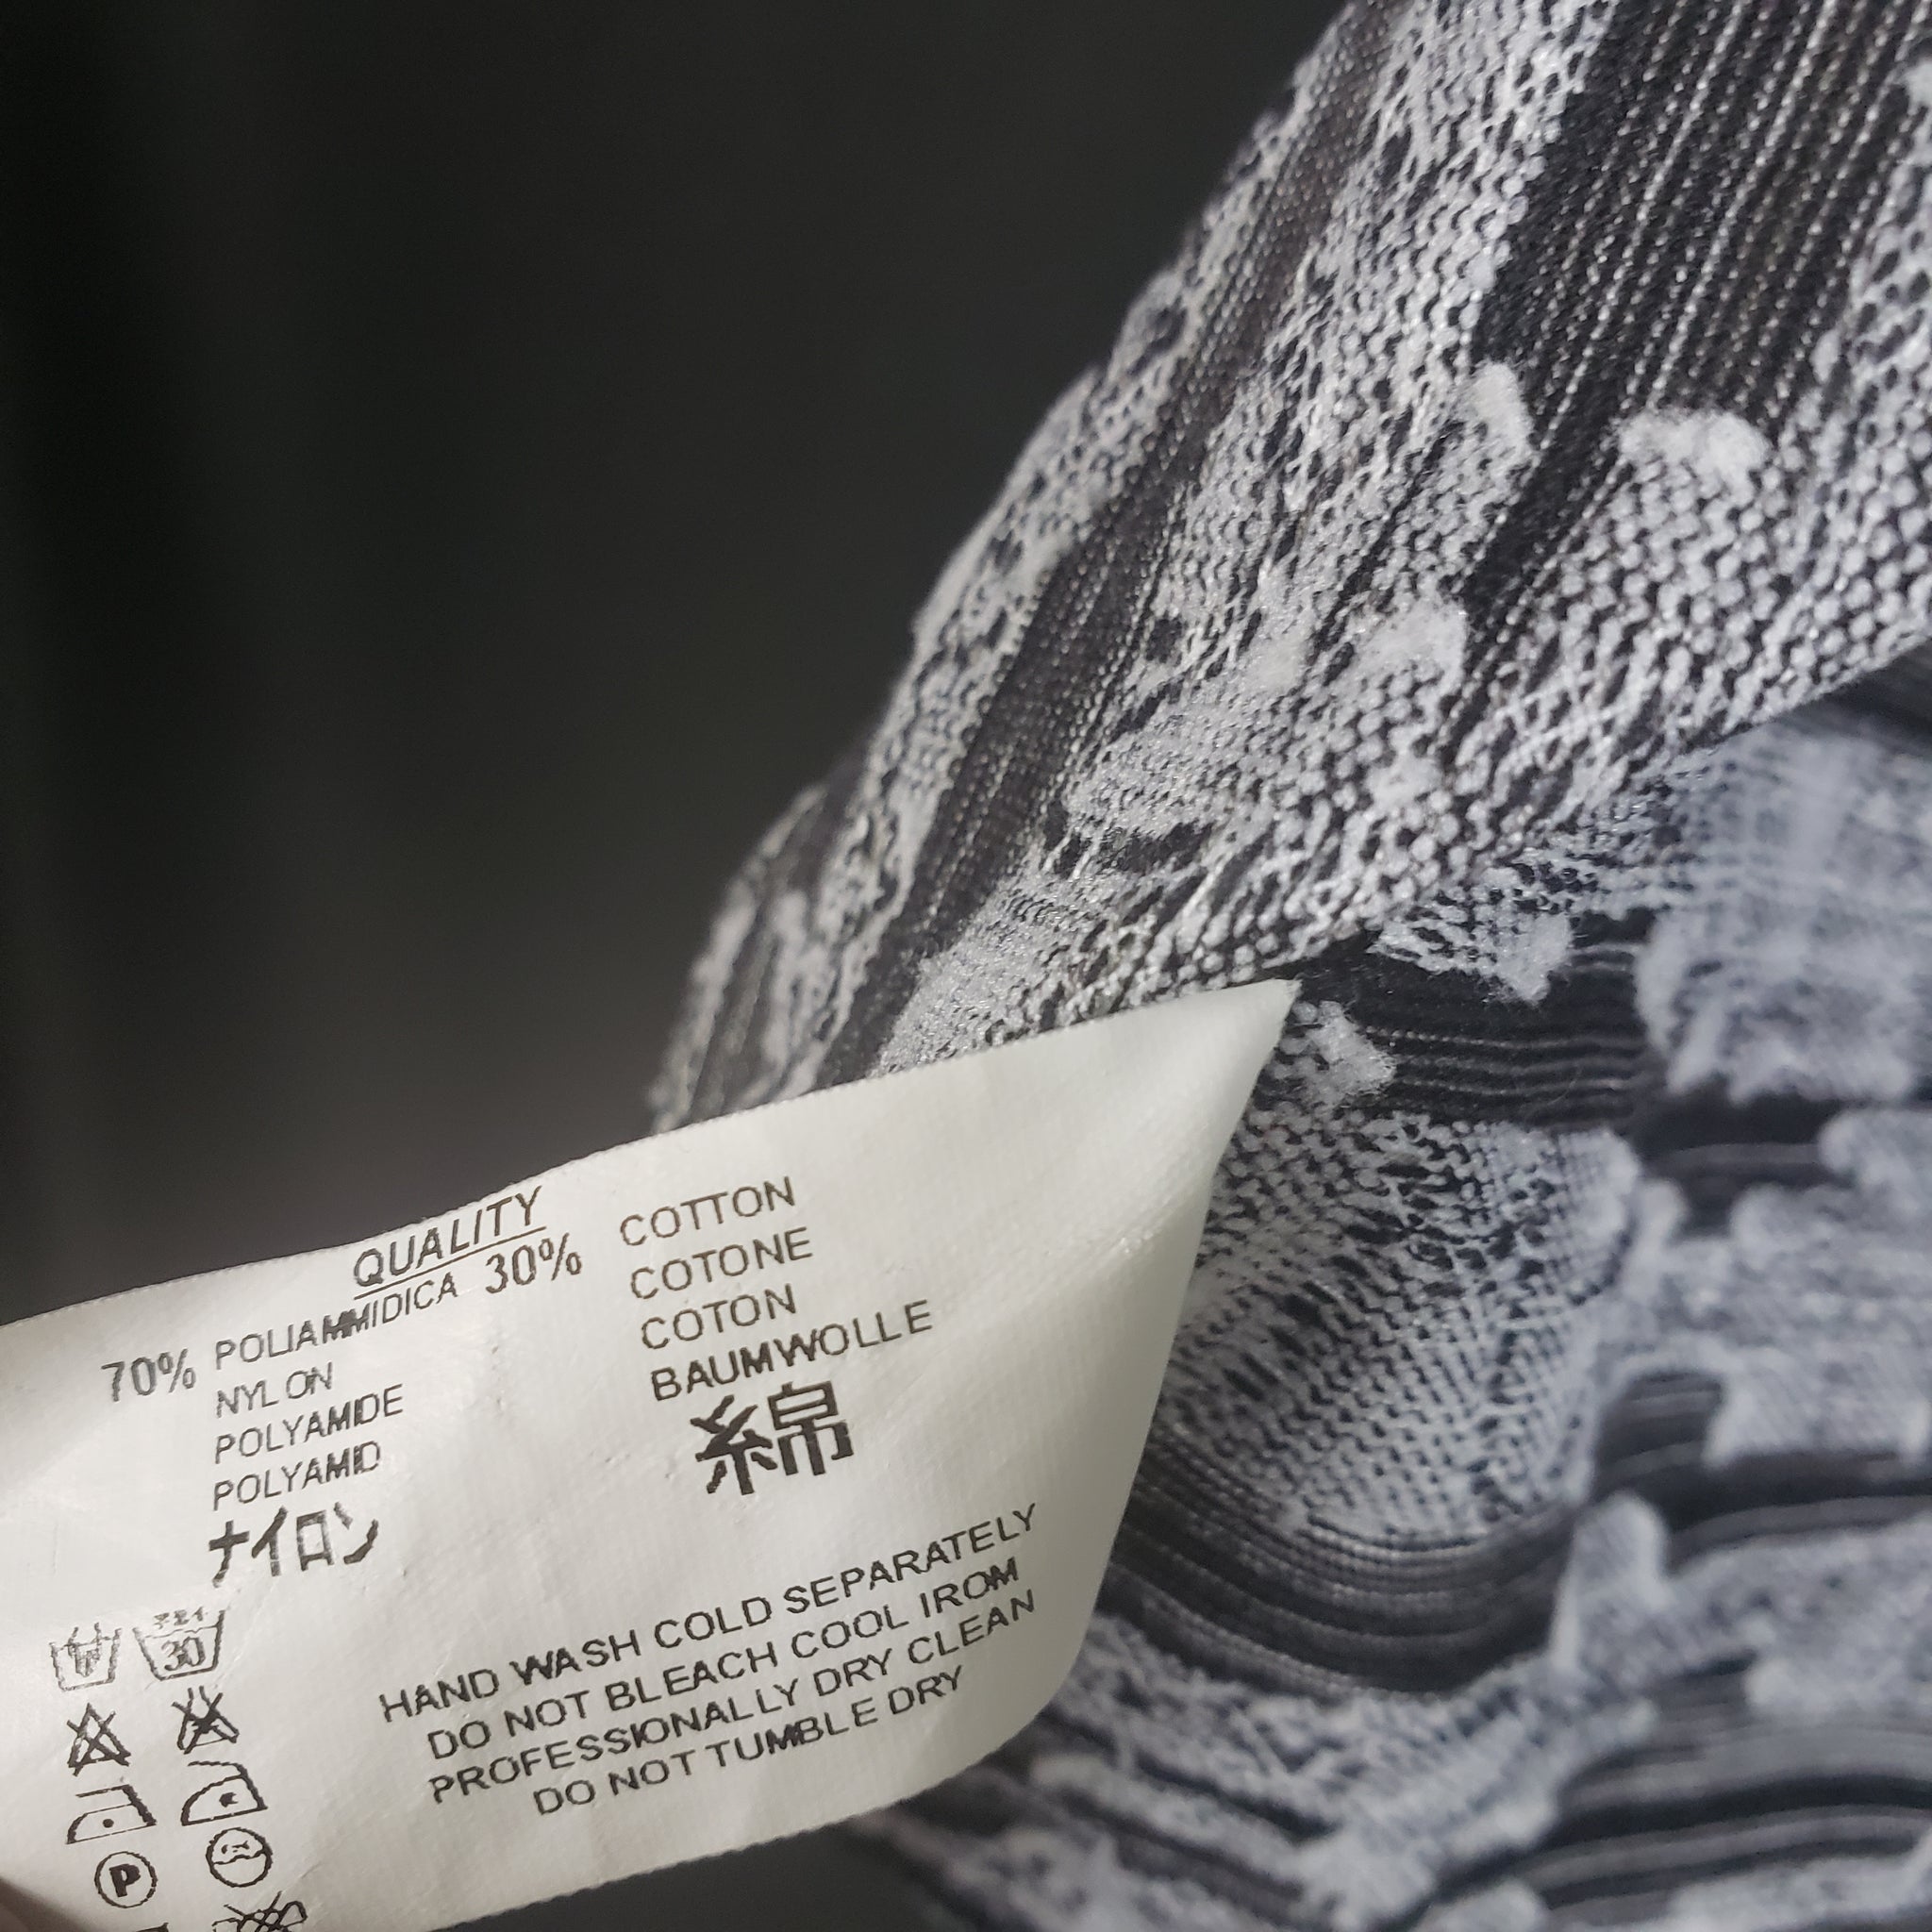 QUALITY
70% POLIAMMIDICA 30% COTTON
NYLON COTONE
POLYAMIDE COTON
POLYAMID BAUMWOLLE
ナイロン 綿
HAND WASH COLD SEPARATELY
DO NOT BLEACH COOL IROM
PROFESSIONALLY DRY CLEAN
DO NOT TUMBLE DRY
30
P